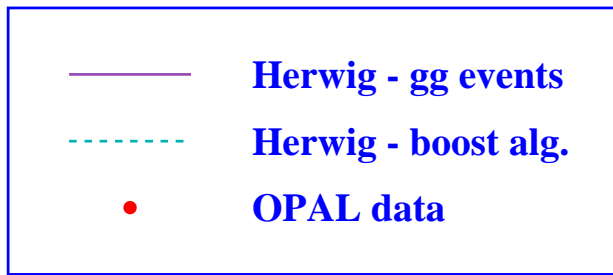 Herwig - gg events
Herwig - boost alg.
OPAL data